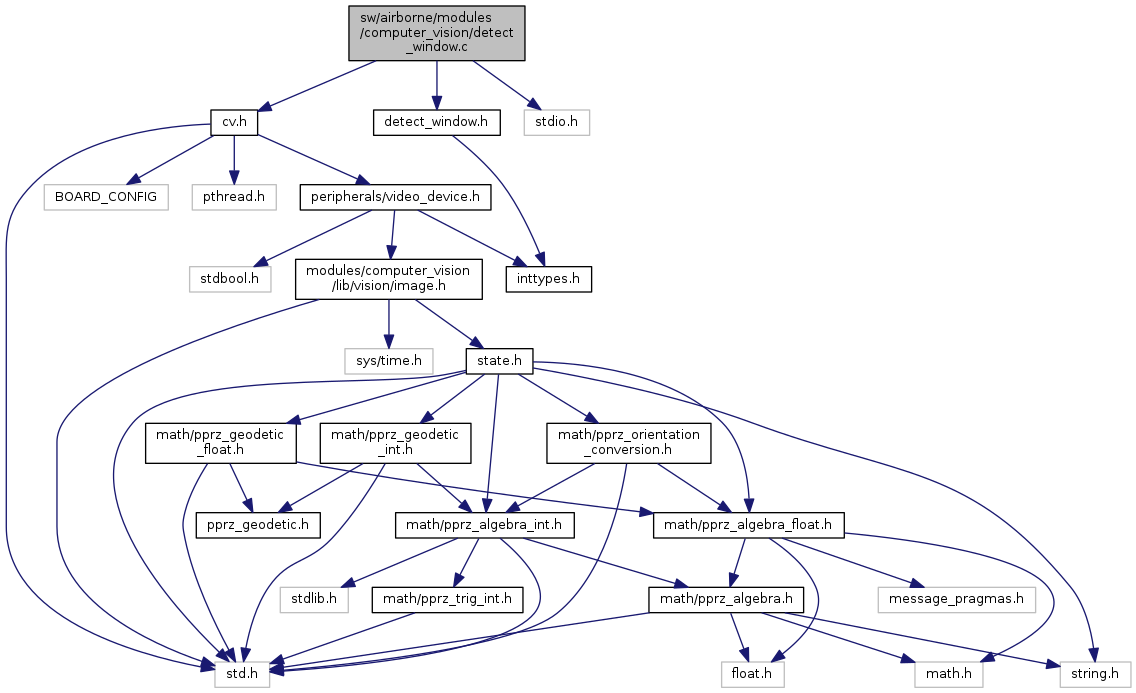 sw/airborne/modules
/computer_vision/detect
_window.c
cv.h
detect_window.h
stdio.h
BOARD_CONFIG
pthread.h
peripherals/video_device.h
stdbool.h
modules/computer_vision
/lib/vision/image.h
inttypes.h
sys/time.h
state.h
math/pprz_geodetic
_float.h
math/pprz_geodetic
_int.h
math/pprz_orientation
_conversion.h
pprz_geodetic.h
math/pprz_algebra_int.h
math/pprz_algebra_float.h
stdlib.h
math/pprz_trig_int.h
math/pprz_algebra.h
message_pragmas.h
std.h
float.h
math.h
string.h